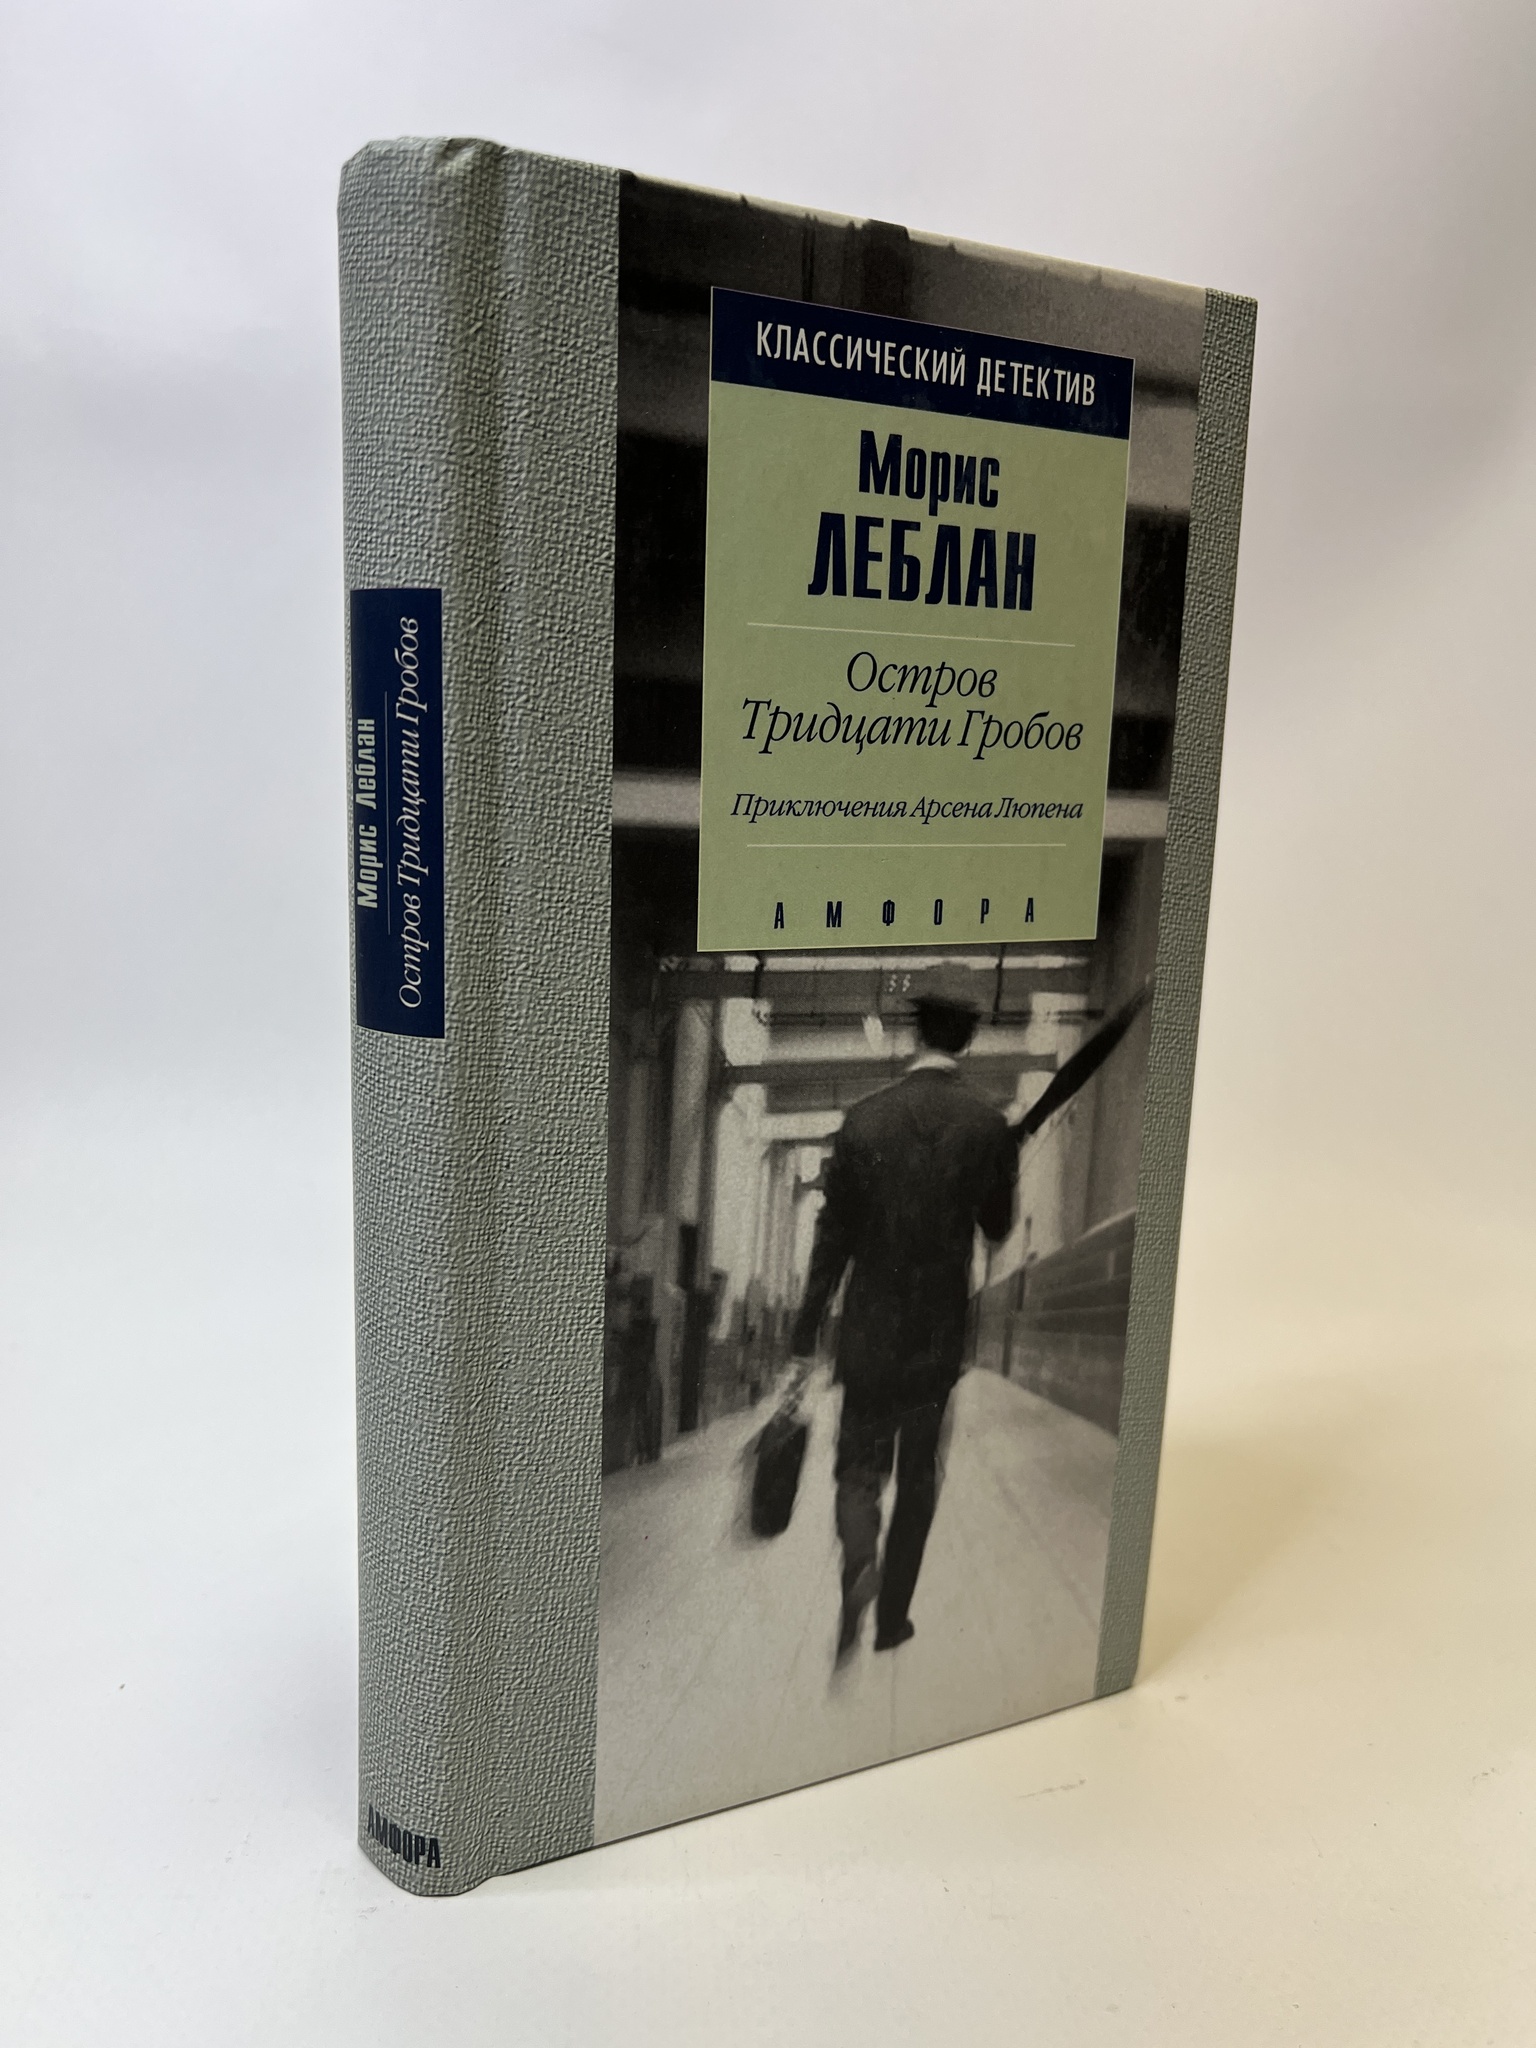 КЛАССИЧЕСКИЙ ДЕТЕКТИВ
Морис
ЛЕБЛАН
Остров
Тридцати Гробов
Приключения Арсена Люпена
АМФОРА
Морис Леблан
Остров Тридцати Гробов
АМФОРА